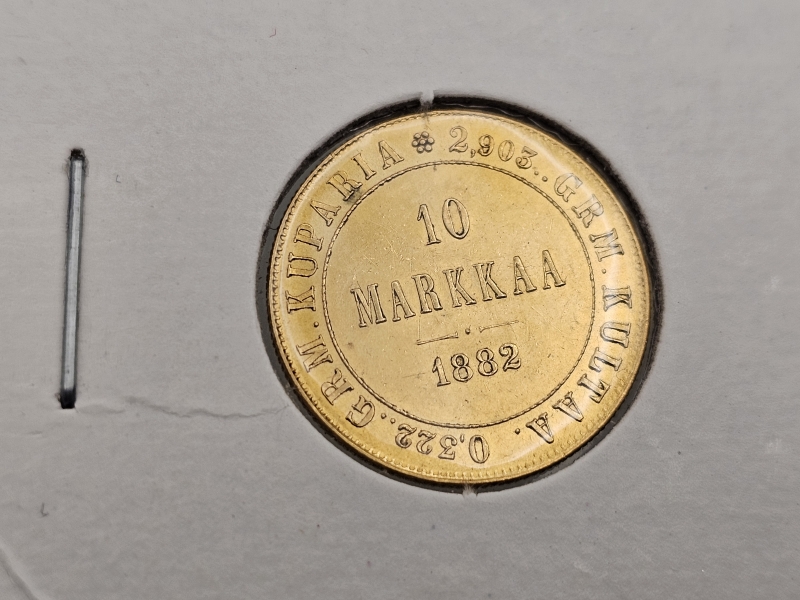 2,903..GRM.KULTAA.
0,322..GRM.KUPARIA
10
MARKKAA
1882